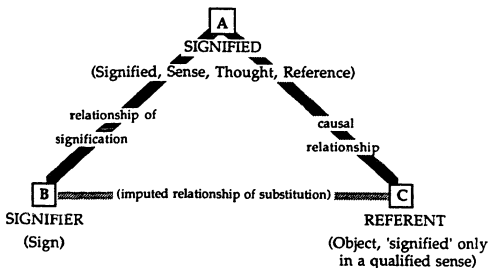 A
SIGNIFIED
(Signified, Sense, Thought, Reference)
relationship of
signification
causal
relationship
B
(imputed relationship of substitution)
C
SIGNIFIER
(Sign)
REFERENT
(Object, 'signified' only
in a qualified sense)